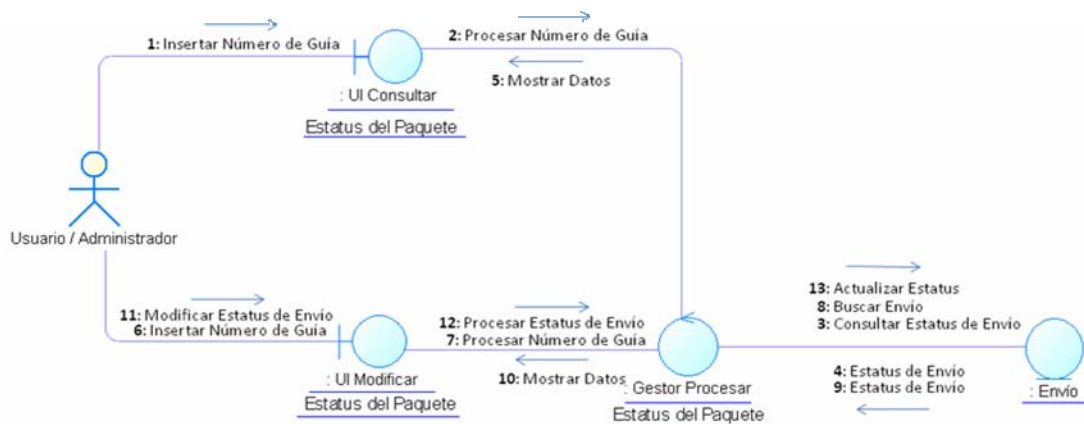 1: Insertar Número de Guía
2: Procesar Número de Guía
5: Mostrar Datos
: UI Consultar
Estatus del Paquete
Usuario / Administrador
11: Modificar Estatus de Envío
6: Insertar Número de Guía
: UI Modificar
Estatus del Paquete
12: Procesar Estatus de Envío
7: Procesar Número de Guía
10: Mostrar Datos
: Gestor Procesar
Estatus del Paquete
13: Actualizar Estatus
8: Buscar Envío
3: Consultar Estatus de Envío
4: Estatus de Envío
9: Estatus de Envío
: Envío